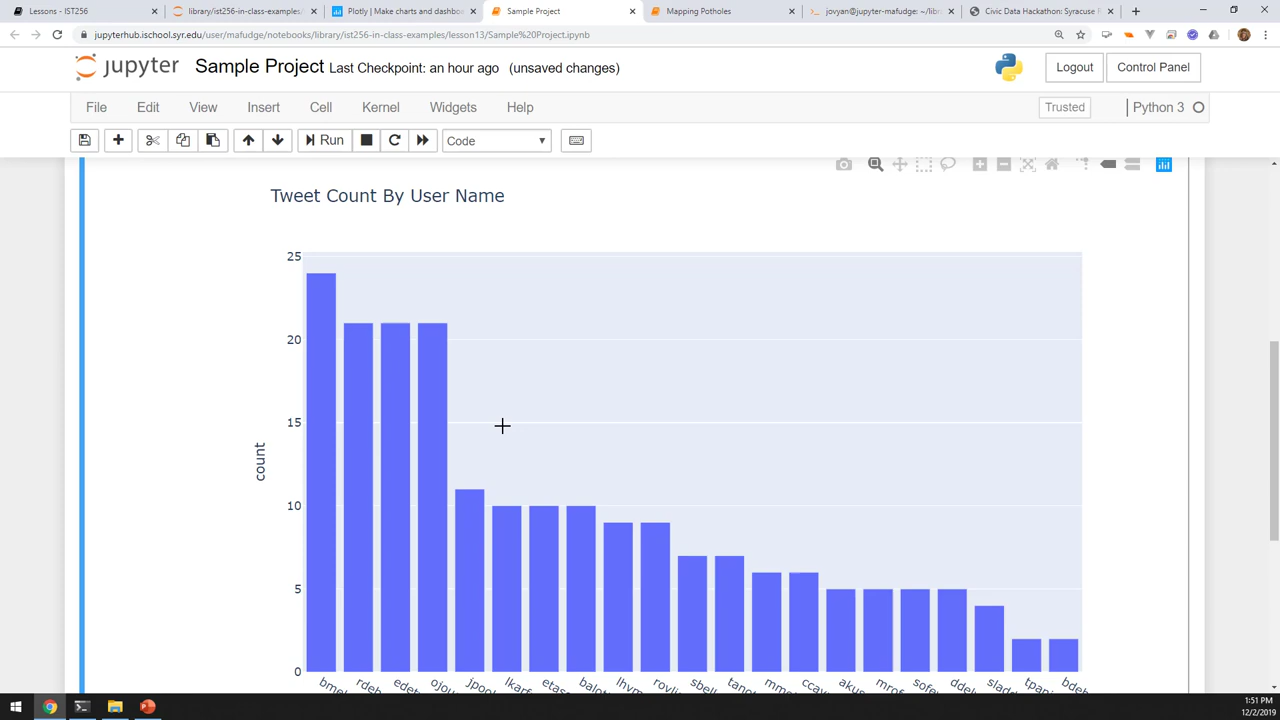 Lessons - IST256
library/ist256-in-class-examples-
Plotly | Make charts and dashboa
Sample Project
Mapping Potholes
jovyan@jupyter-mafudge: ~/libra
Civic Data Hackathon: Syracuse R
jupyterhub.ischool.syr.edu/user/mafudge/notebooks/library/ist256-in-class-examples/lesson13/Sample%20Project.ipynb
jupyter Sample Project Last Checkpoint: an hour ago (unsaved changes)
Logout
Control Panel
File Edit View Insert Cell Kernel Widgets Help
Trusted
Python 3
Run
Code
Tweet Count By User Name
25
20
15
10
5
0
count
1:51 PM
12/2/2019